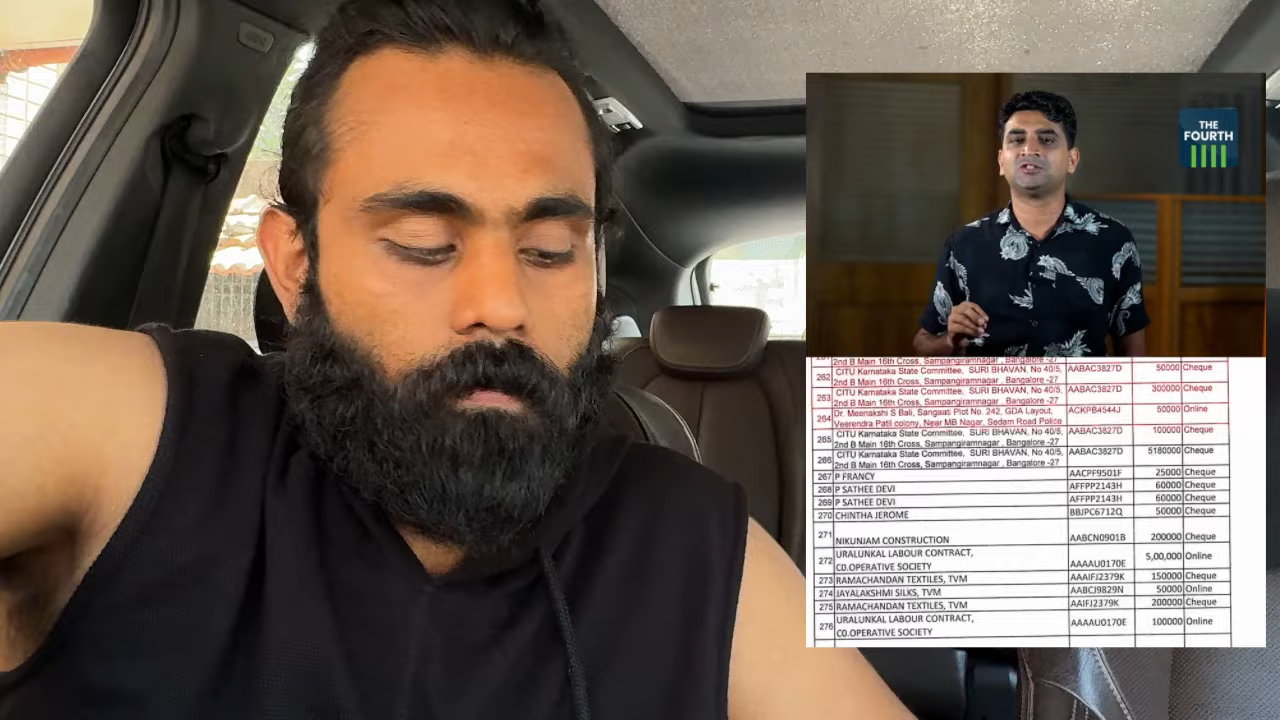 THE
FOURTH
2nd B Main 16th Cross, Sampangiramnagar , Bangalore -27
262 CITU Karnataka State Committee, SURI BHAVAN, No 40/5, AABAC3827D 50000 Cheque
2nd B Main 16th Cross, Sampangiramnagar , Bangalore -27
263 CITU Karnataka State Committee, SURI BHAVAN, No 40/5, AABAC3827D 300000 Cheque
2nd B Main 16th Cross, Sampangiramnagar , Bangalore -27
264 Dr. Meenakshi S Bali, Sangaas Plot No. 242, GDA Layout, ACKPB4544J 50000 Online
Veerendra Patil colony, Near MB Nagar, Sedam Road Police
265 CITU Karnataka State Committee, SURI BHAVAN, No 40/5, AABAC3827D 100000 Cheque
2nd B Main 16th Cross, Sampangiramnagar , Bangalore -27
266 CITU Karnataka State Committee, SURI BHAVAN, No 40/5, AABAC3827D 5180000 Cheque
2nd B Main 16th Cross, Sampangiramnagar , Bangalore -27
267 P FRANCY AACPF9501F 25000 Cheque
268 P SATHEE DEVI AFFPP2143H 60000 Cheque
269 P SATHEE DEVI AFFPP2143H 60000 Cheque
270 CHINTHA JEROME BBJPC6712Q 50000 Cheque
271 NIKUNJAM CONSTRUCTION AABCN0901B 200000 Cheque
272 URALUNKAL LABOUR CONTRACT, 5,00,000 Online
C0.OPERATIVE SOCIETY AAAAU0170E
273 RAMACHANDAN TEXTILES, TVM AAAIFJ2379K 150000 Cheque
274 JAYALAKSHMI SILKS, TVM AABCJ9829N 50000 Online
275 RAMACHANDAN TEXTILES, TVM AAIFJ2379K 200000 Cheque
276 URALUNKAL LABOUR CONTRACT, AAAAU0170E 100000 Online
C0.OPERATIVE SOCIETY